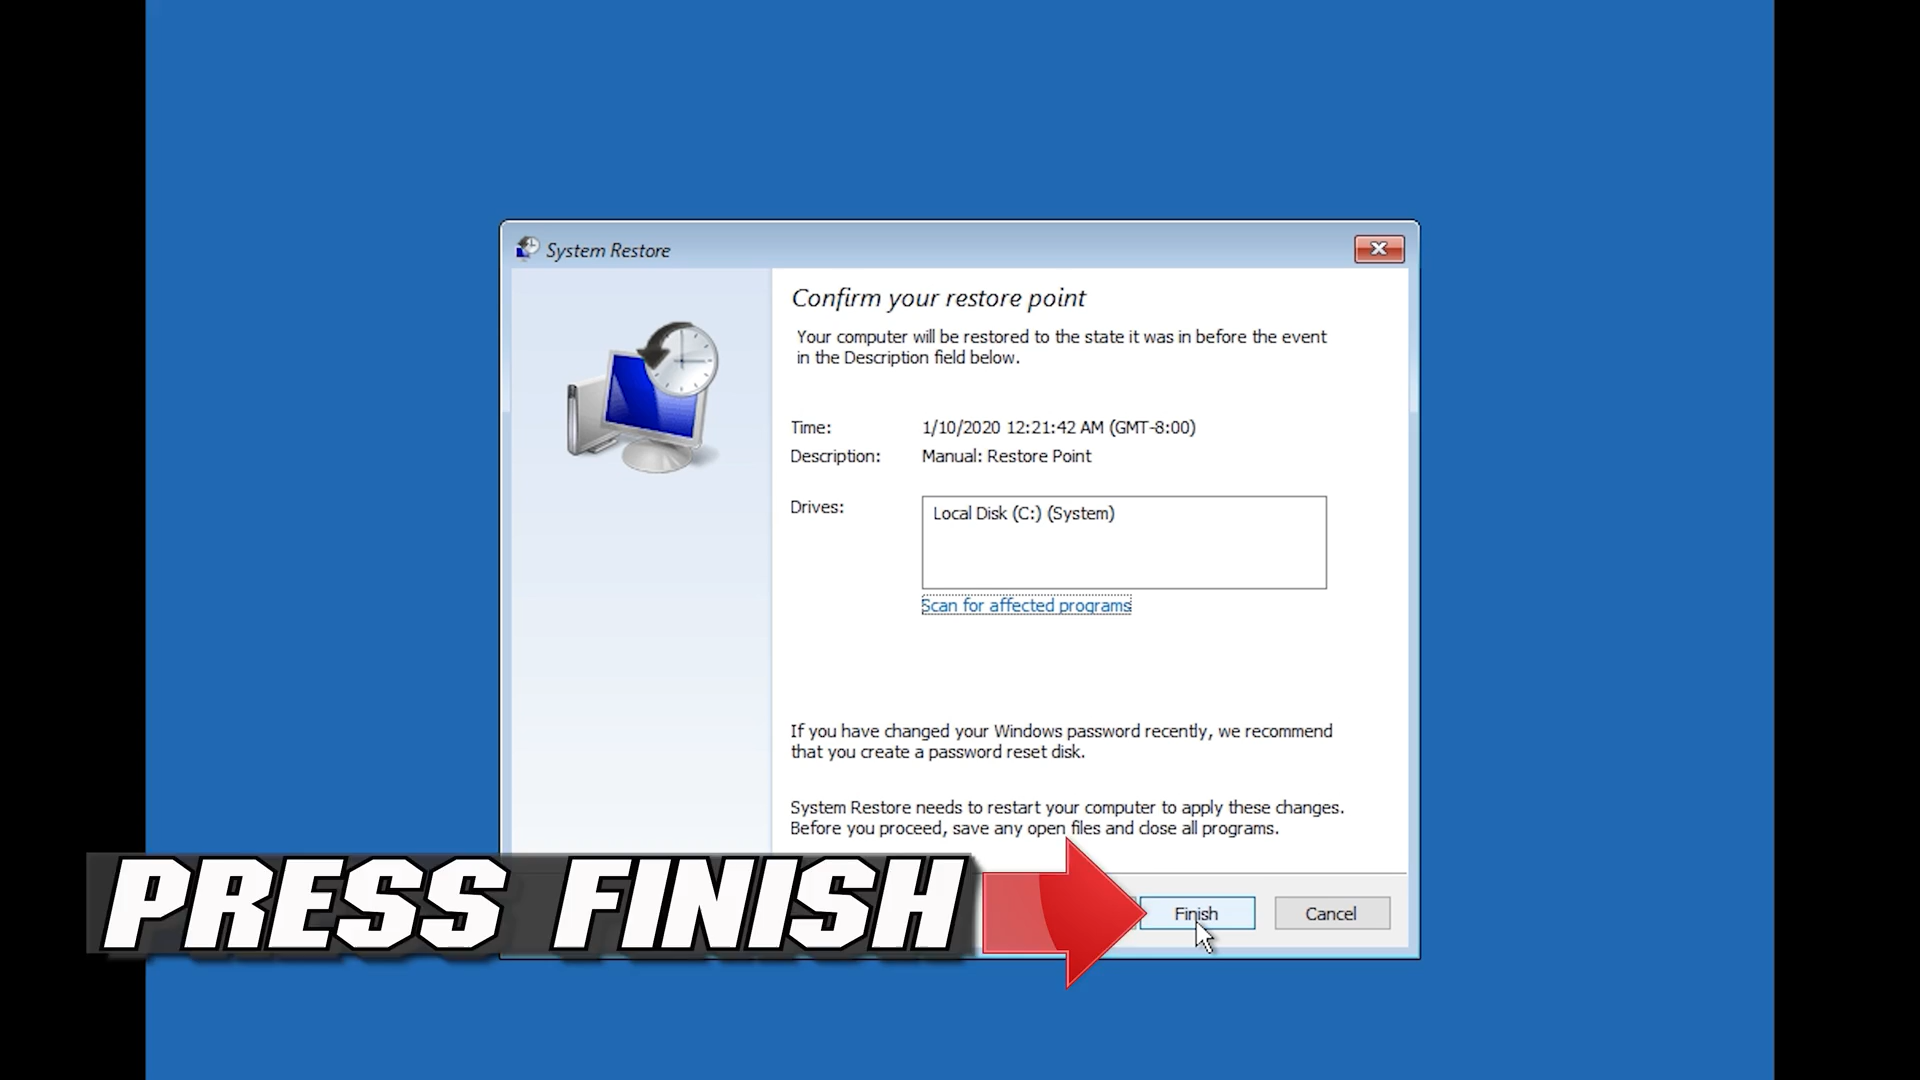 System Restore
Confirm your restore point
Your computer will be restored to the state it was in before the event
in the Description field below.
Time: 1/10/2020 12:21:42 AM (GMT-8:00)
Description: Manual: Restore Point
Drives: Local Disk (C:) (System)
Scan for affected programs
If you have changed your Windows password recently, we recommend
that you create a password reset disk.
System Restore needs to restart your computer to apply these changes.
Before you proceed, save any open files and close all programs.
PRESS FINISH
Finish Cancel